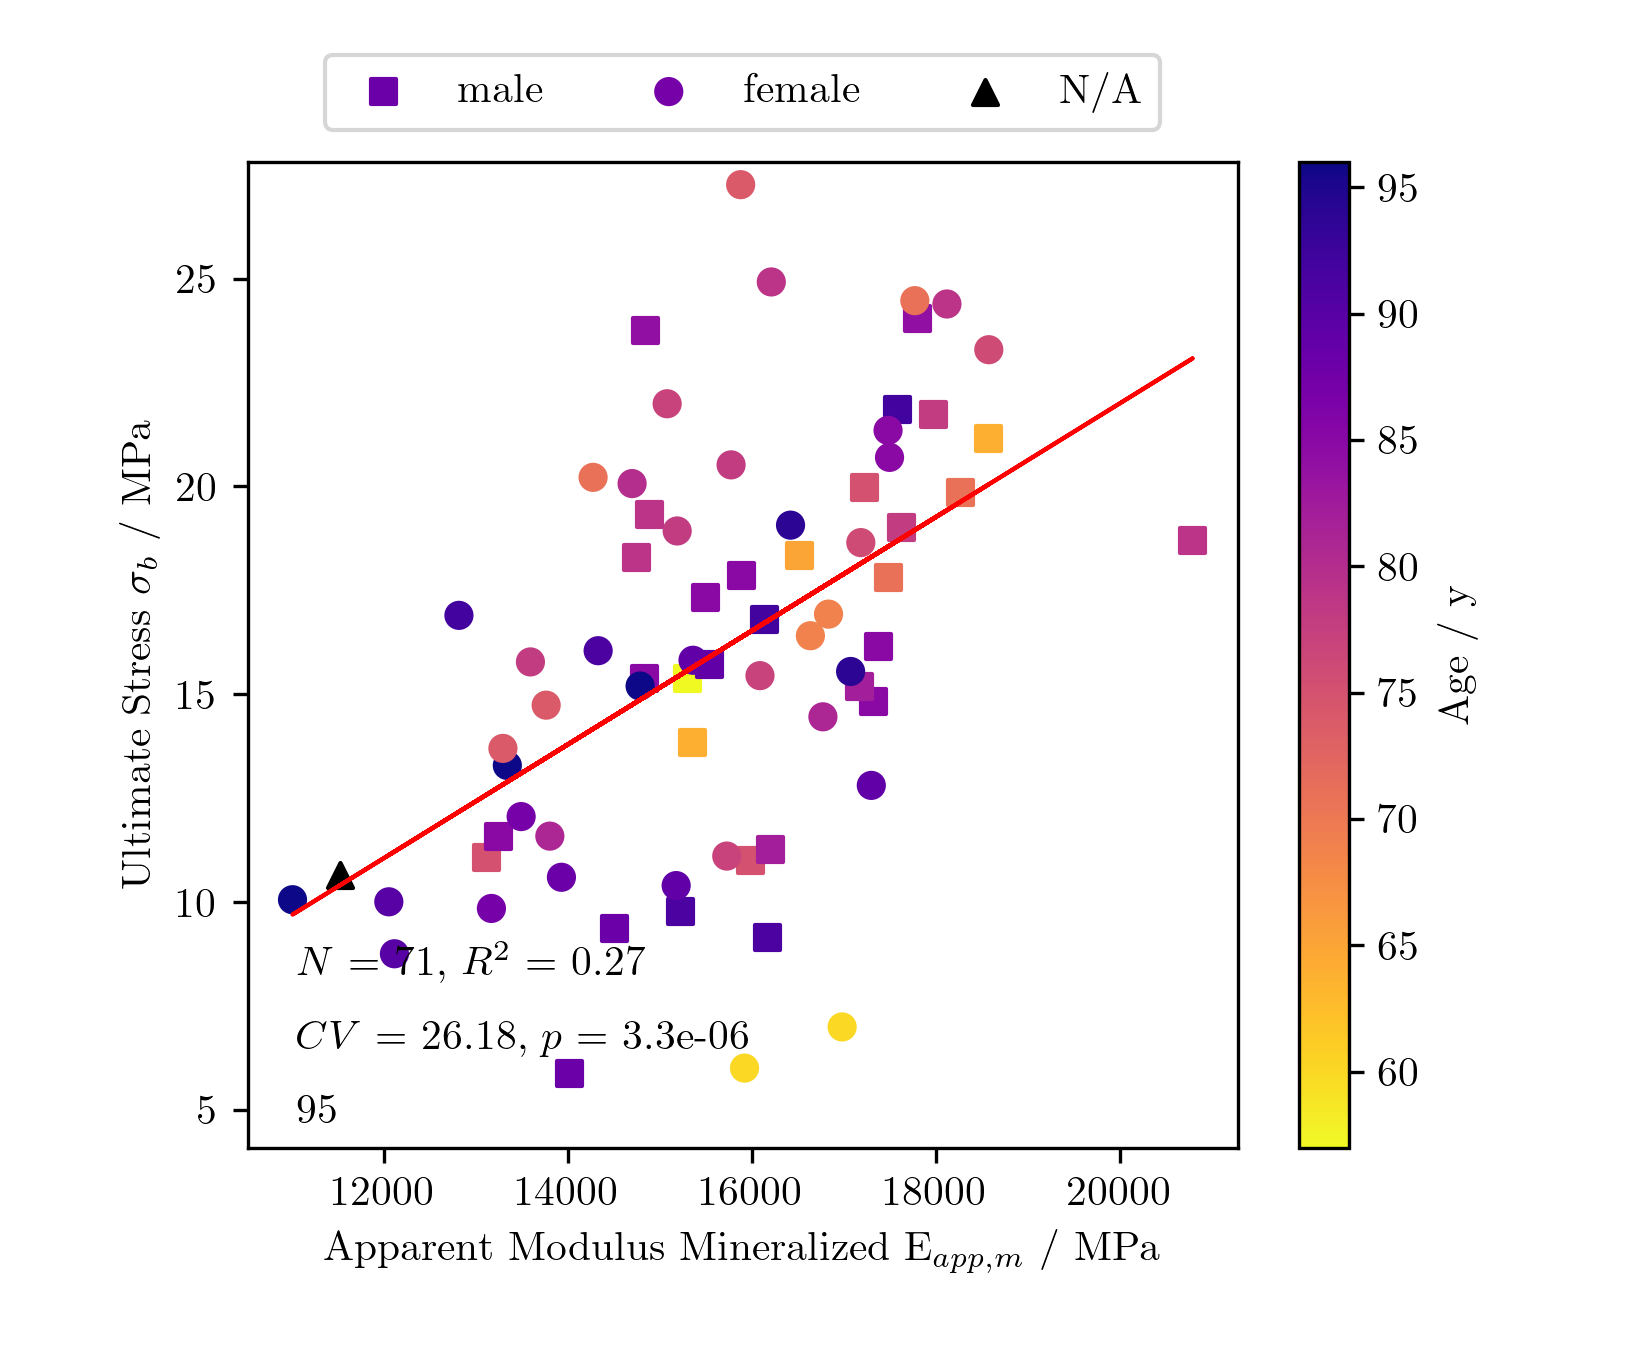 male female N/A
25
20
15
10
5
Ultimate Stress σb / MPa
N = 71, R² = 0.27
CV = 26.18, p = 3.3e-06
95
12000 14000 16000 18000 20000
Apparent Modulus Mineralized Eapp,m / MPa
95
90
85
80
75
70
65
60
Age / y